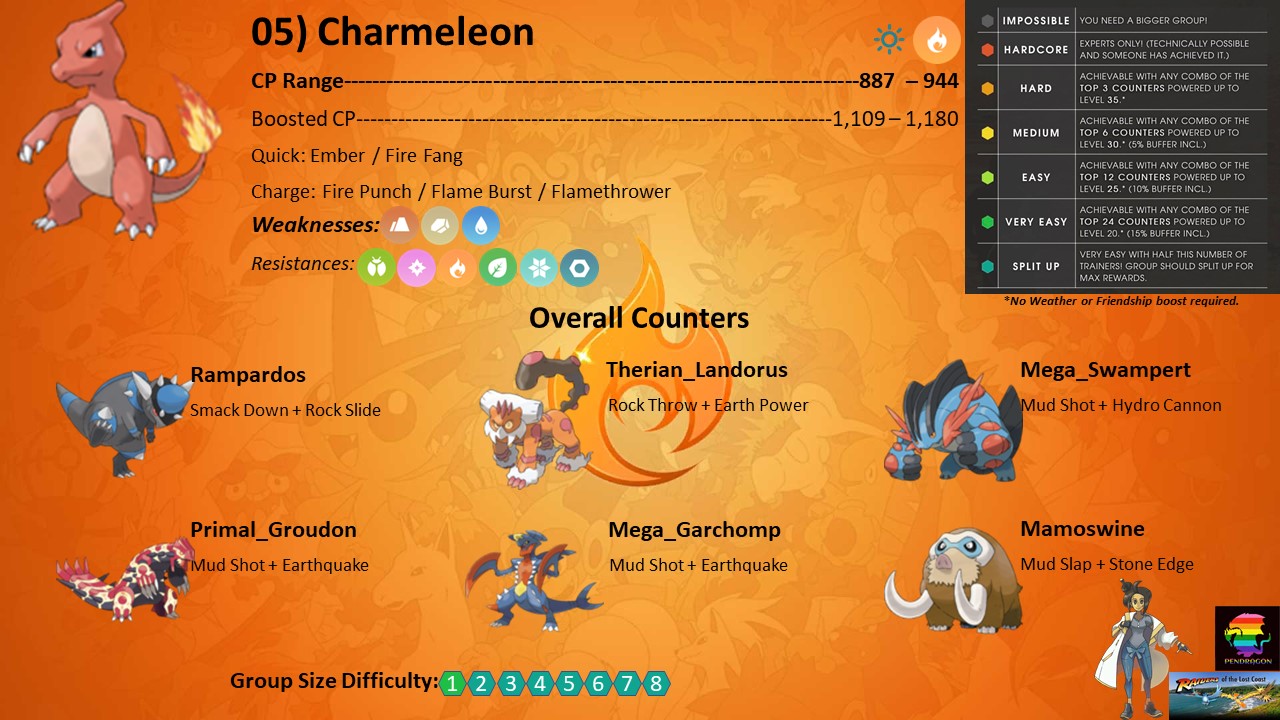 05) Charmeleon
CP Range--------------------------------------------------------------------------887 – 944
Boosted CP--------------------------------------------------------------------1,109 – 1,180
Quick: Ember / Fire Fang
Charge: Fire Punch / Flame Burst / Flamethrower
Weaknesses:
Resistances:
IMPOSSIBLE YOU NEED A BIGGER GROUP!
HARDCORE EXPERTS ONLY! (TECHNICALLY POSSIBLE
AND SOMEONE HAS ACHIEVED IT.)
HARD ACHIEVABLE WITH ANY COMBO OF THE
TOP 3 COUNTERS POWERED UP TO
LEVEL 35.*
MEDIUM ACHIEVABLE WITH ANY COMBO OF THE
TOP 6 COUNTERS POWERED UP TO
LEVEL 30.* (5% BUFFER INCL.)
EASY ACHIEVABLE WITH ANY COMBO OF THE
TOP 12 COUNTERS POWERED UP TO
LEVEL 25.* (10% BUFFER INCL.)
VERY EASY ACHIEVABLE WITH ANY COMBO OF THE
TOP 24 COUNTERS POWERED UP TO
LEVEL 20.* (15% BUFFER INCL.)
SPLIT UP VERY EASY WITH HALF THIS NUMBER OF
TRAINERS! GROUP SHOULD SPLIT UP FOR
MAX REWARDS.
*No Weather or Friendship boost required.
Overall Counters
Rampardos
Smack Down + Rock Slide
Therian_Landorus
Rock Throw + Earth Power
Mega_Swampert
Mud Shot + Hydro Cannon
Primal_Groudon
Mud Shot + Earthquake
Mega_Garchomp
Mud Shot + Earthquake
Mamoswine
Mud Slap + Stone Edge
Group Size Difficulty: 1 2 3 4 5 6 7 8
PENDRAGON
RAIDERS of the Lost Coast